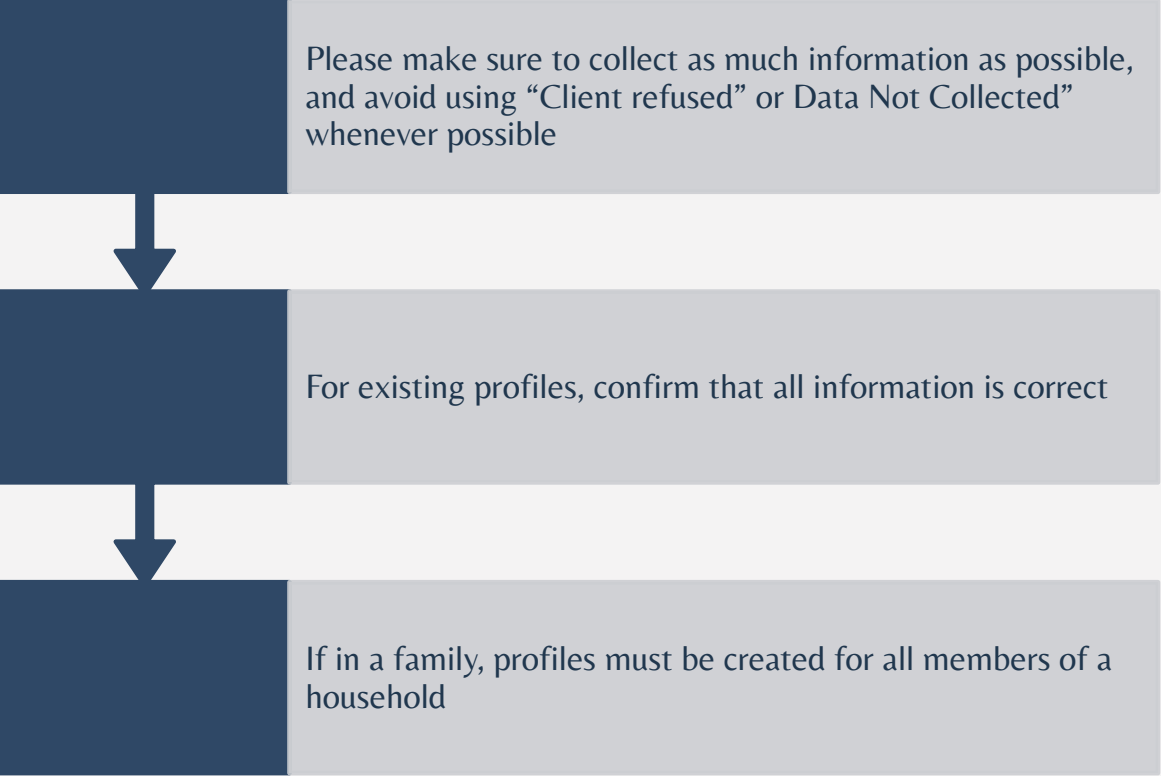 Please make sure to collect as much information as possible,
and avoid using “Client refused” or Data Not Collected”
whenever possible
For existing profiles, confirm that all information is correct
If in a family, profiles must be created for all members of a
household